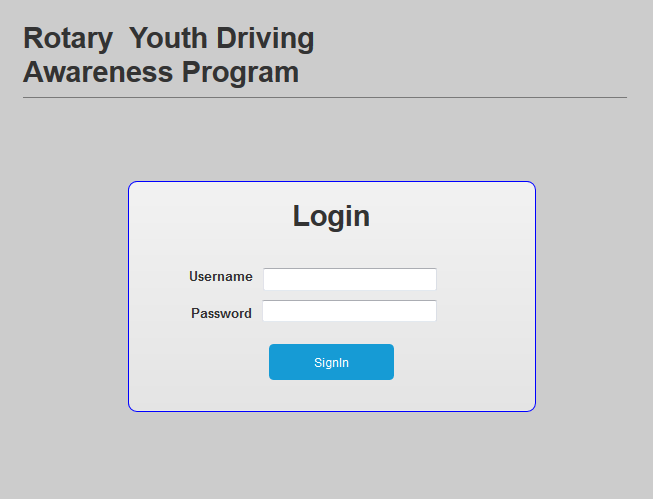 Rotary  Youth Driving
Awareness Program
Login
Username
Password
SignIn